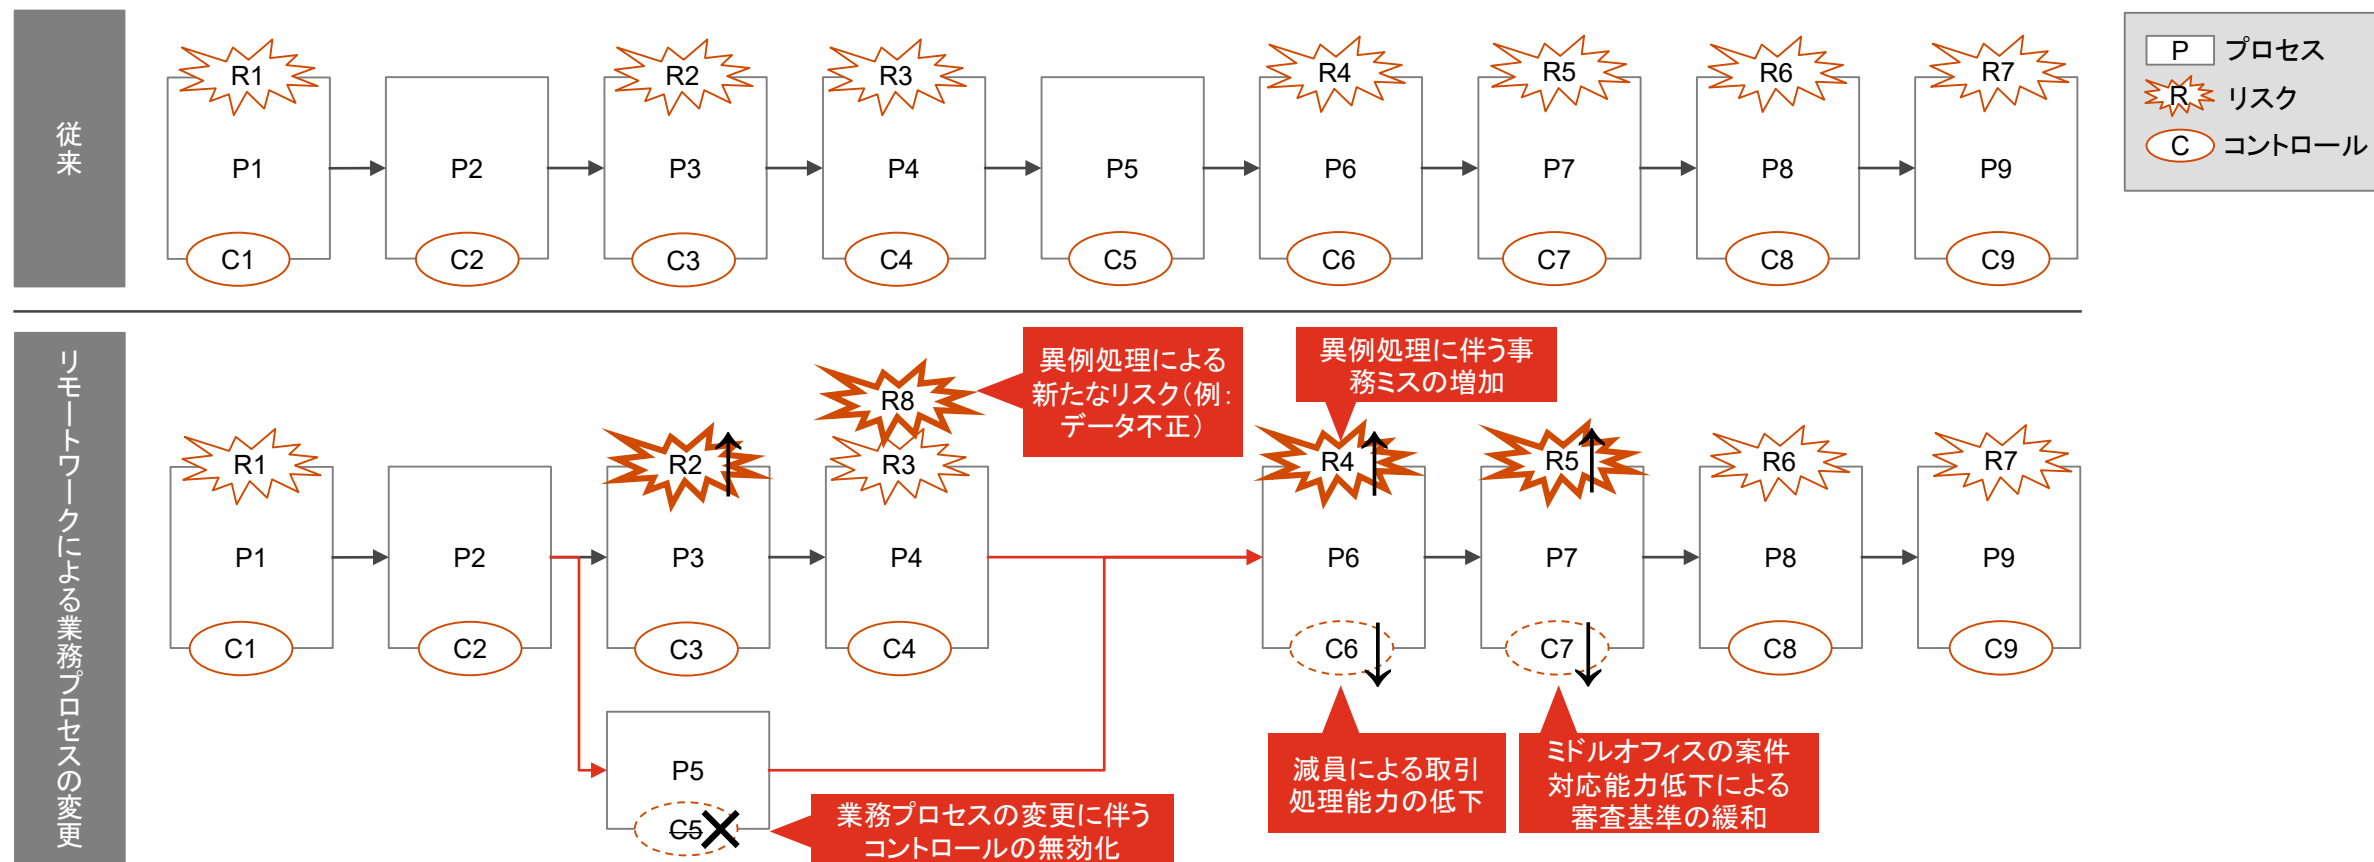 従来
R1
R2
R3
R4
R5
R6
R7
P1
P2
P3
P4
P5
P6
P7
P8
P9
C1
C2
C3
C4
C5
C6
C7
C8
C9
P プロセス
R リスク
C コントロール
リモートワークによる業務プロセスの変更
異例処理による
新たなリスク（例：
データ不正）
異例処理に伴う事
務ミスの増加
R8
R1
R2
R3
R4
R5
R6
R7
P1
P2
P3
P4
P6
P7
P8
P9
C1
C2
C3
C4
C6
C7
C8
C9
P5
C5
業務プロセスの変更に伴う
コントロールの無効化
減員による取引
処理能力の低下
ミドルオフィスの案件
対応能力低下による
審査基準の緩和